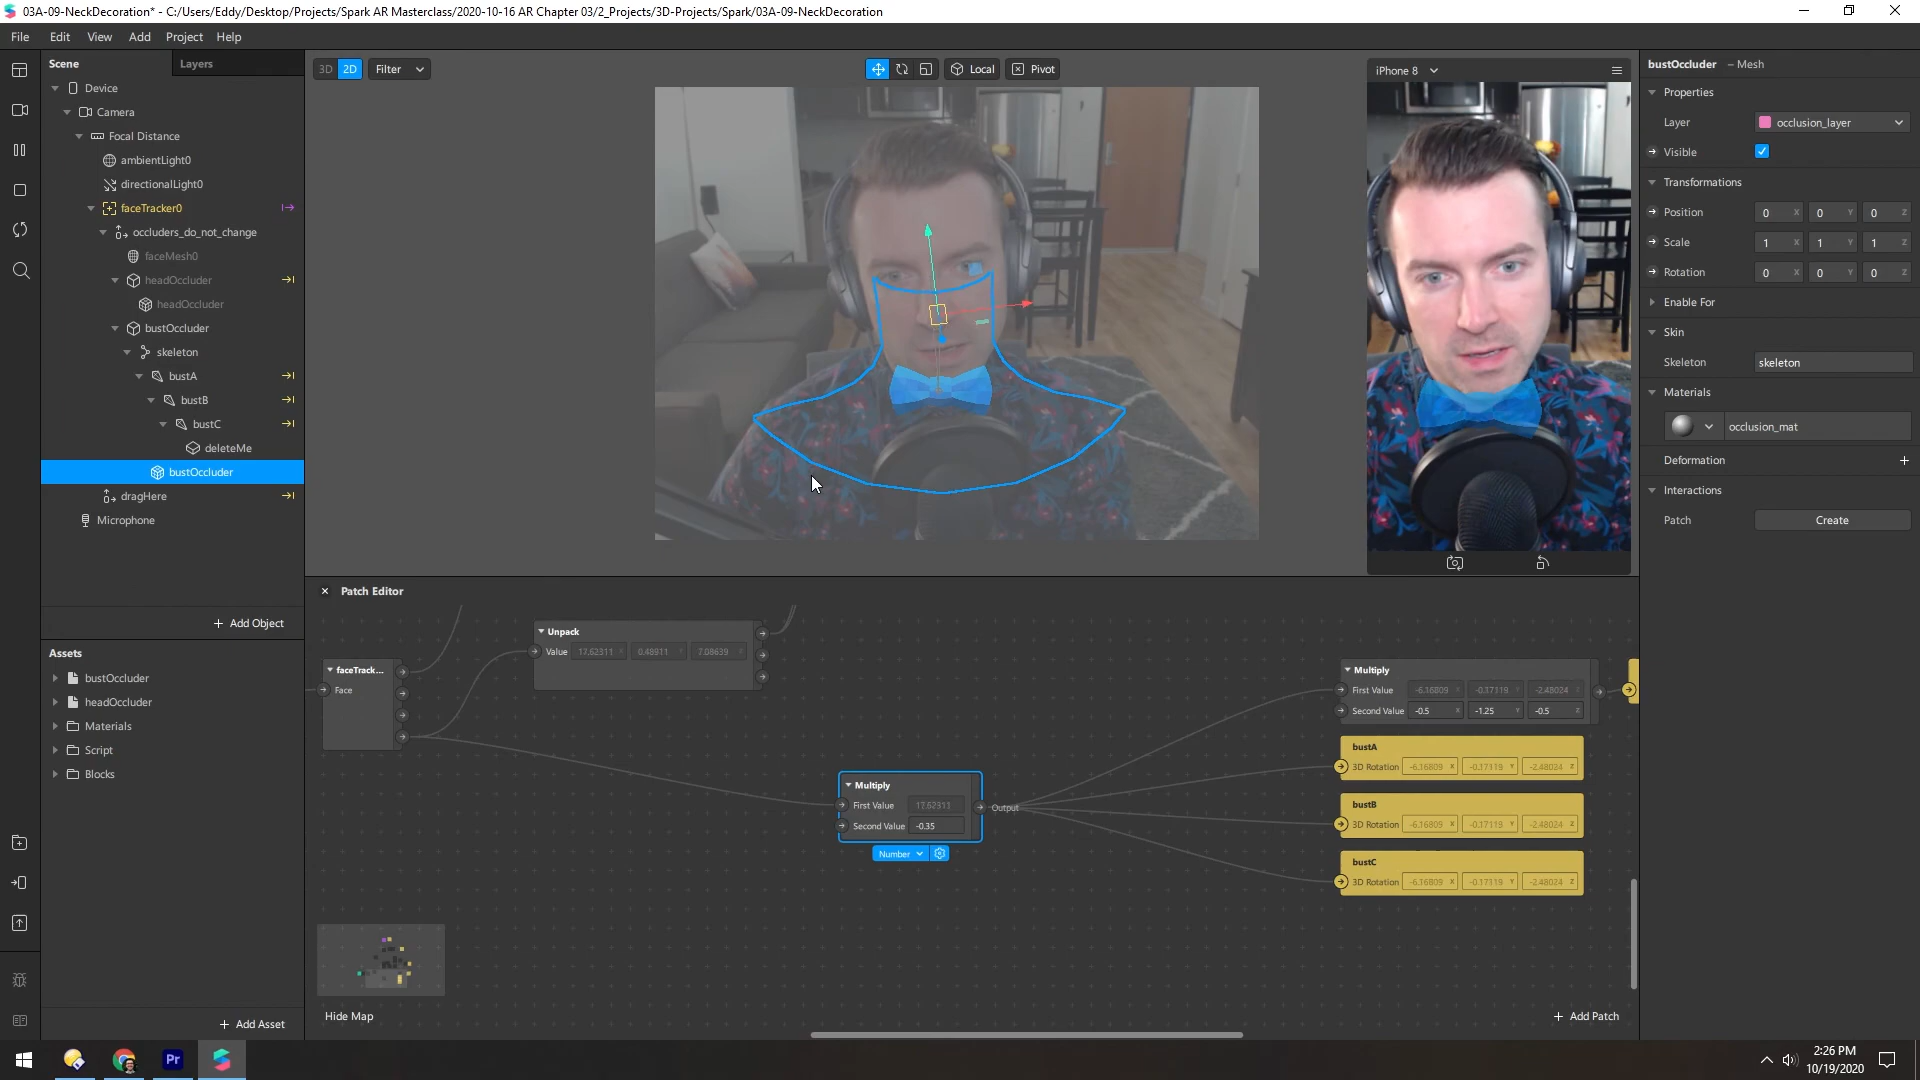 03A-09-NeckDecoration* - C:/Users/Eddy/Desktop/Projects/Spark AR Masterclass/2020-10-16 AR Chapter 03/2_Projects/3D-Projects/Spark/03A-09-NeckDecoration
File Edit View Add Project Help
Scene Layers
Device
Camera
Focal Distance
ambientLight0
directionalLight0
faceTracker0
occluders_do_not_change
faceMesh0
headOccluder
headOccluder
bustOccluder
skeleton
bustA
bustB
bustC
deleteMe
bustOccluder
dragHere
Microphone
+ Add Object
Assets
bustOccluder
headOccluder
Materials
Script
Blocks
+ Add Asset
3D 2D Filter
Local Pivot
iPhone 8
Patch Editor
faceTrack...
Face
Unpack
Value 17.62311 X 0.48911 Y 7.08639 Z
Multiply
First Value 17.62311
Second Value -0.35
Output
Number
Multiply
First Value -6.16809 X -0.17119 Y -2.48024 Z
Second Value -0.5 X -1.25 Y -0.5 Z
bustA
3D Rotation -6.16809 X -0.17119 Y -2.48024 Z
bustB
3D Rotation -6.16809 X -0.17119 Y -2.48024 Z
bustC
3D Rotation -6.16809 X -0.17119 Y -2.48024 Z
Hide Map
+ Add Patch
bustOccluder – Mesh
Properties
Layer occlusion_layer
Visible
Transformations
Position 0 X 0 Y 0 Z
Scale 1 X 1 Y 1 Z
Rotation 0 X 0 Y 0 Z
Enable For
Skin
Skeleton skeleton
Materials
occlusion_mat
Deformation +
Interactions
Patch Create
Pr
2:26 PM
10/19/2020